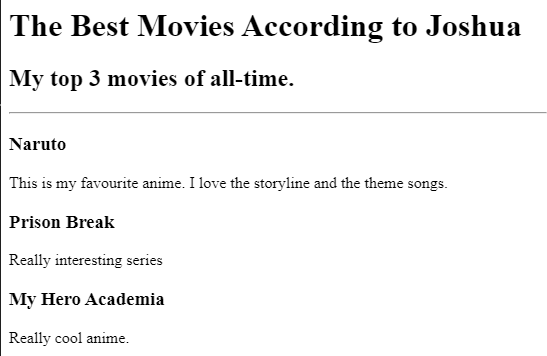 The Best Movies According to Joshua
My top 3 movies of all-time.
Naruto
This is my favourite anime. I love the storyline and the theme songs.
Prison Break
Really interesting series
My Hero Academia
Really cool anime.